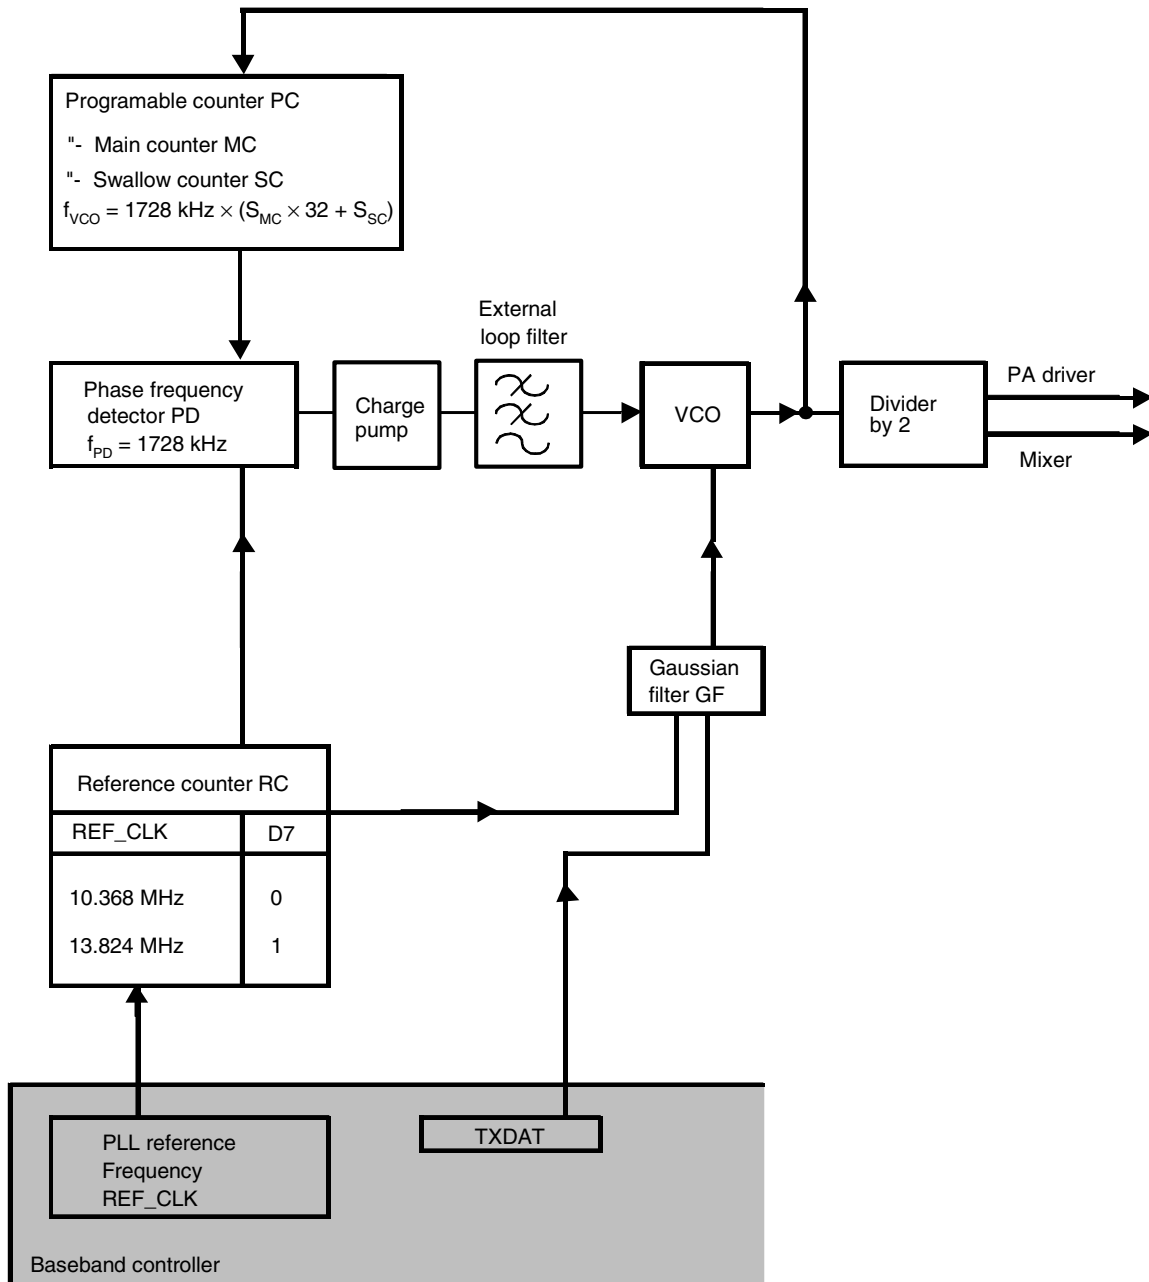 Programable counter PC
"- Main counter MC
"- Swallow counter SC
fVCO = 1728 kHz × (SMC × 32 + SSC)
External
loop filter
Phase frequency
detector PD
fPD = 1728 kHz
Charge
pump
VCO
Divider
by 2
PA driver
Mixer
Gaussian
filter GF
Reference counter RC
REF_CLK D7
10.368 MHz 0
13.824 MHz 1
PLL reference
Frequency
REF_CLK
TXDAT
Baseband controller